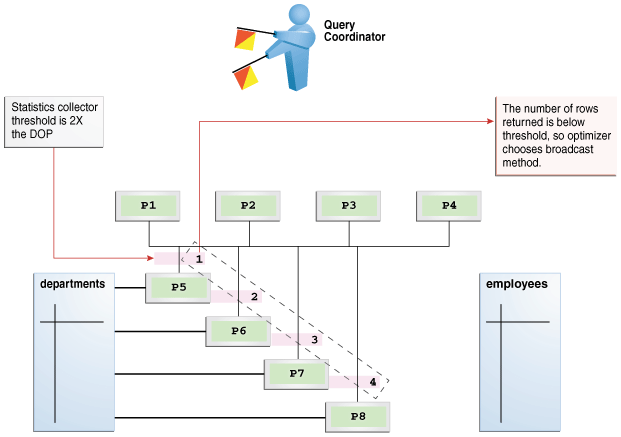 Query
Coordinator
Statistics collector
threshold is 2X
the DOP
The number of rows
returned is below
threshold, so optimizer
chooses broadcast
method.
P1
P2
P3
P4
1
departments
P5
employees
2
P6
3
P7
4
P8